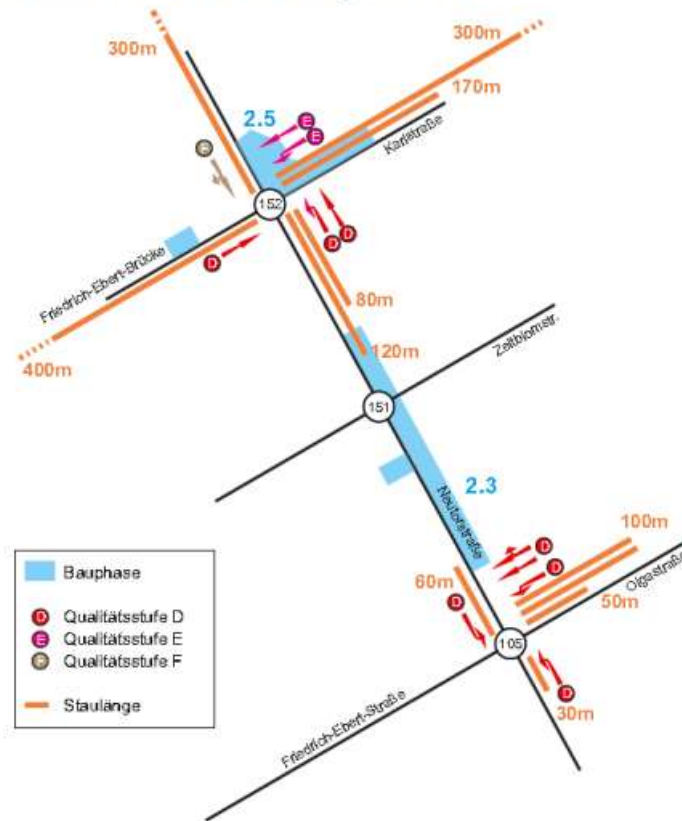 300m
300m
170m
2.5
E
E
Karlstraße
F
152
D
D
D
Friedrich-Ebert-Brücke
80m
400m
120m
Zeitblomstr.
151
2.3
Neutorstraße
100m
D
D
60m
50m
Olgastraße
D
105
D
30m
Friedrich-Ebert-Straße
Bauphase
D Qualitätsstufe D
E Qualitätsstufe E
F Qualitätsstufe F
Staulänge